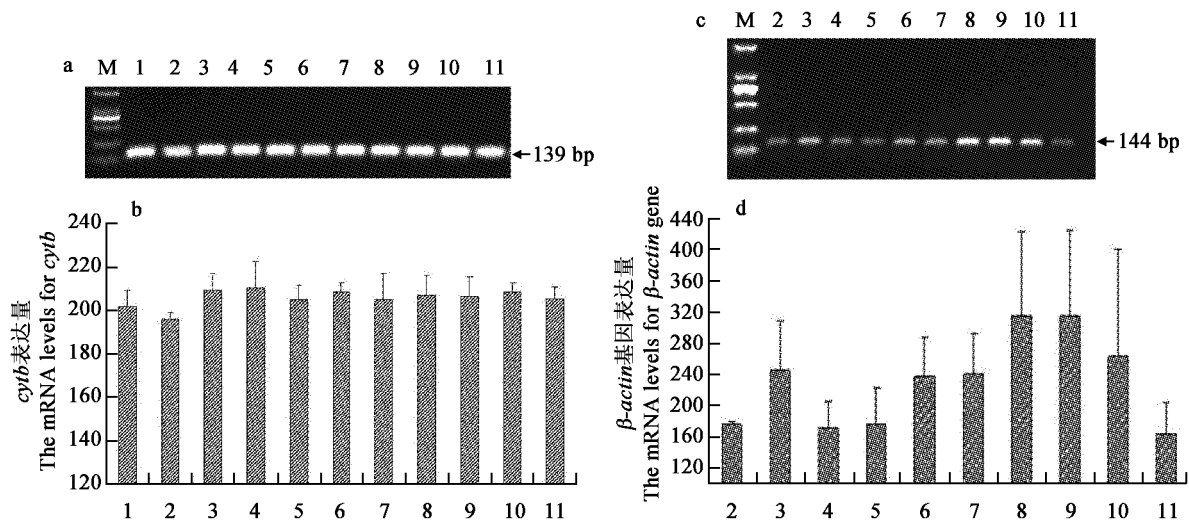 a
M 1 2 3 4 5 6 7 8 9 10 11
139 bp
b
240
220
200
180
160
140
120
cytb表达量
The mRNA levels for cytb
1 2 3 4 5 6 7 8 9 10 11
c
M 2 3 4 5 6 7 8 9 10 11
144 bp
d
440
400
360
320
280
240
200
160
120
β-actin基因表达量
The mRNA levels for β-actin gene
2 3 4 5 6 7 8 9 10 11